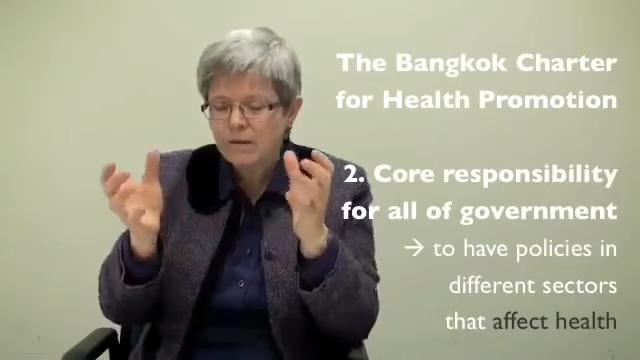 The Bangkok Charter
for Health Promotion
2. Core responsibility
for all of government
→ to have policies in
different sectors
that affect health